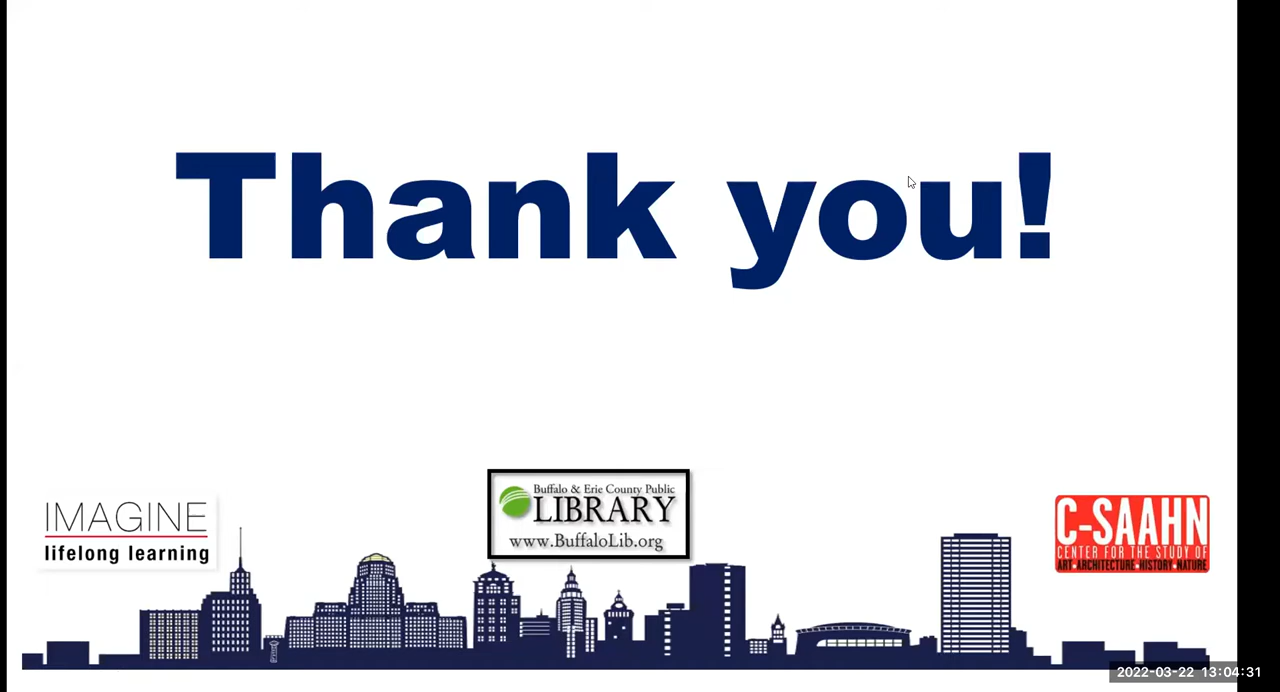 Thank you!
IMAGINE
lifelong learning
Buffalo & Erie County Public
LIBRARY
www.BuffaloLib.org
C-SAAHN
CENTER FOR THE STUDY OF
ART•ARCHITECTURE•HISTORY•NATURE
2022-03-22 13:04:31